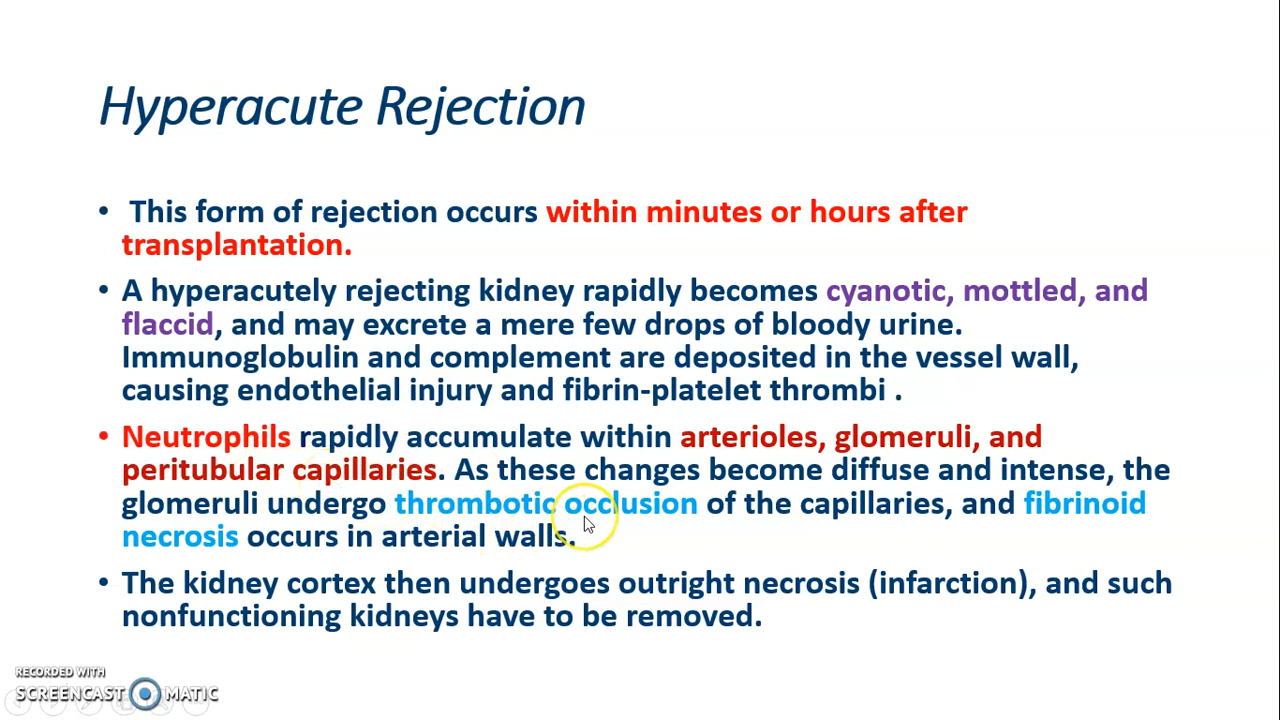 Hyperacute Rejection
• This form of rejection occurs within minutes or hours after
transplantation.
• A hyperacutely rejecting kidney rapidly becomes cyanotic, mottled, and
flaccid, and may excrete a mere few drops of bloody urine.
Immunoglobulin and complement are deposited in the vessel wall,
causing endothelial injury and fibrin-platelet thrombi .
• Neutrophils rapidly accumulate within arterioles, glomeruli, and
peritubular capillaries. As these changes become diffuse and intense, the
glomeruli undergo thrombotic occlusion of the capillaries, and fibrinoid
necrosis occurs in arterial walls.
• The kidney cortex then undergoes outright necrosis (infarction), and such
nonfunctioning kidneys have to be removed.
RECORDED WITH
SCREENCAST MATIC